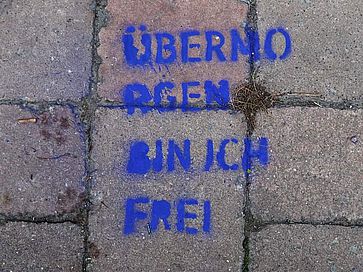 ÜBERMO
RGEN
BIN ICH
FREI